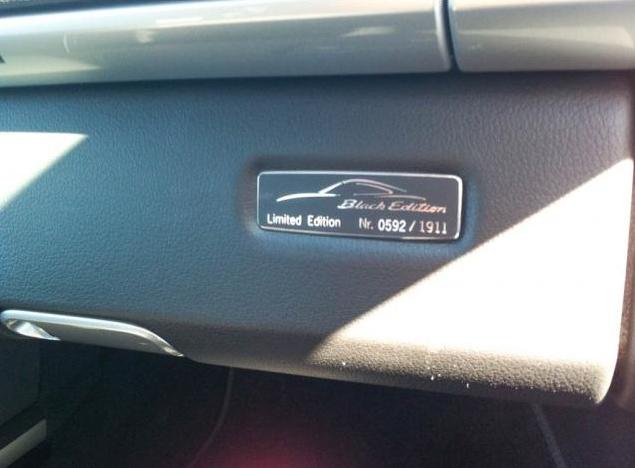 Black Edition
Limited Edition Nr. 0592 / 1911